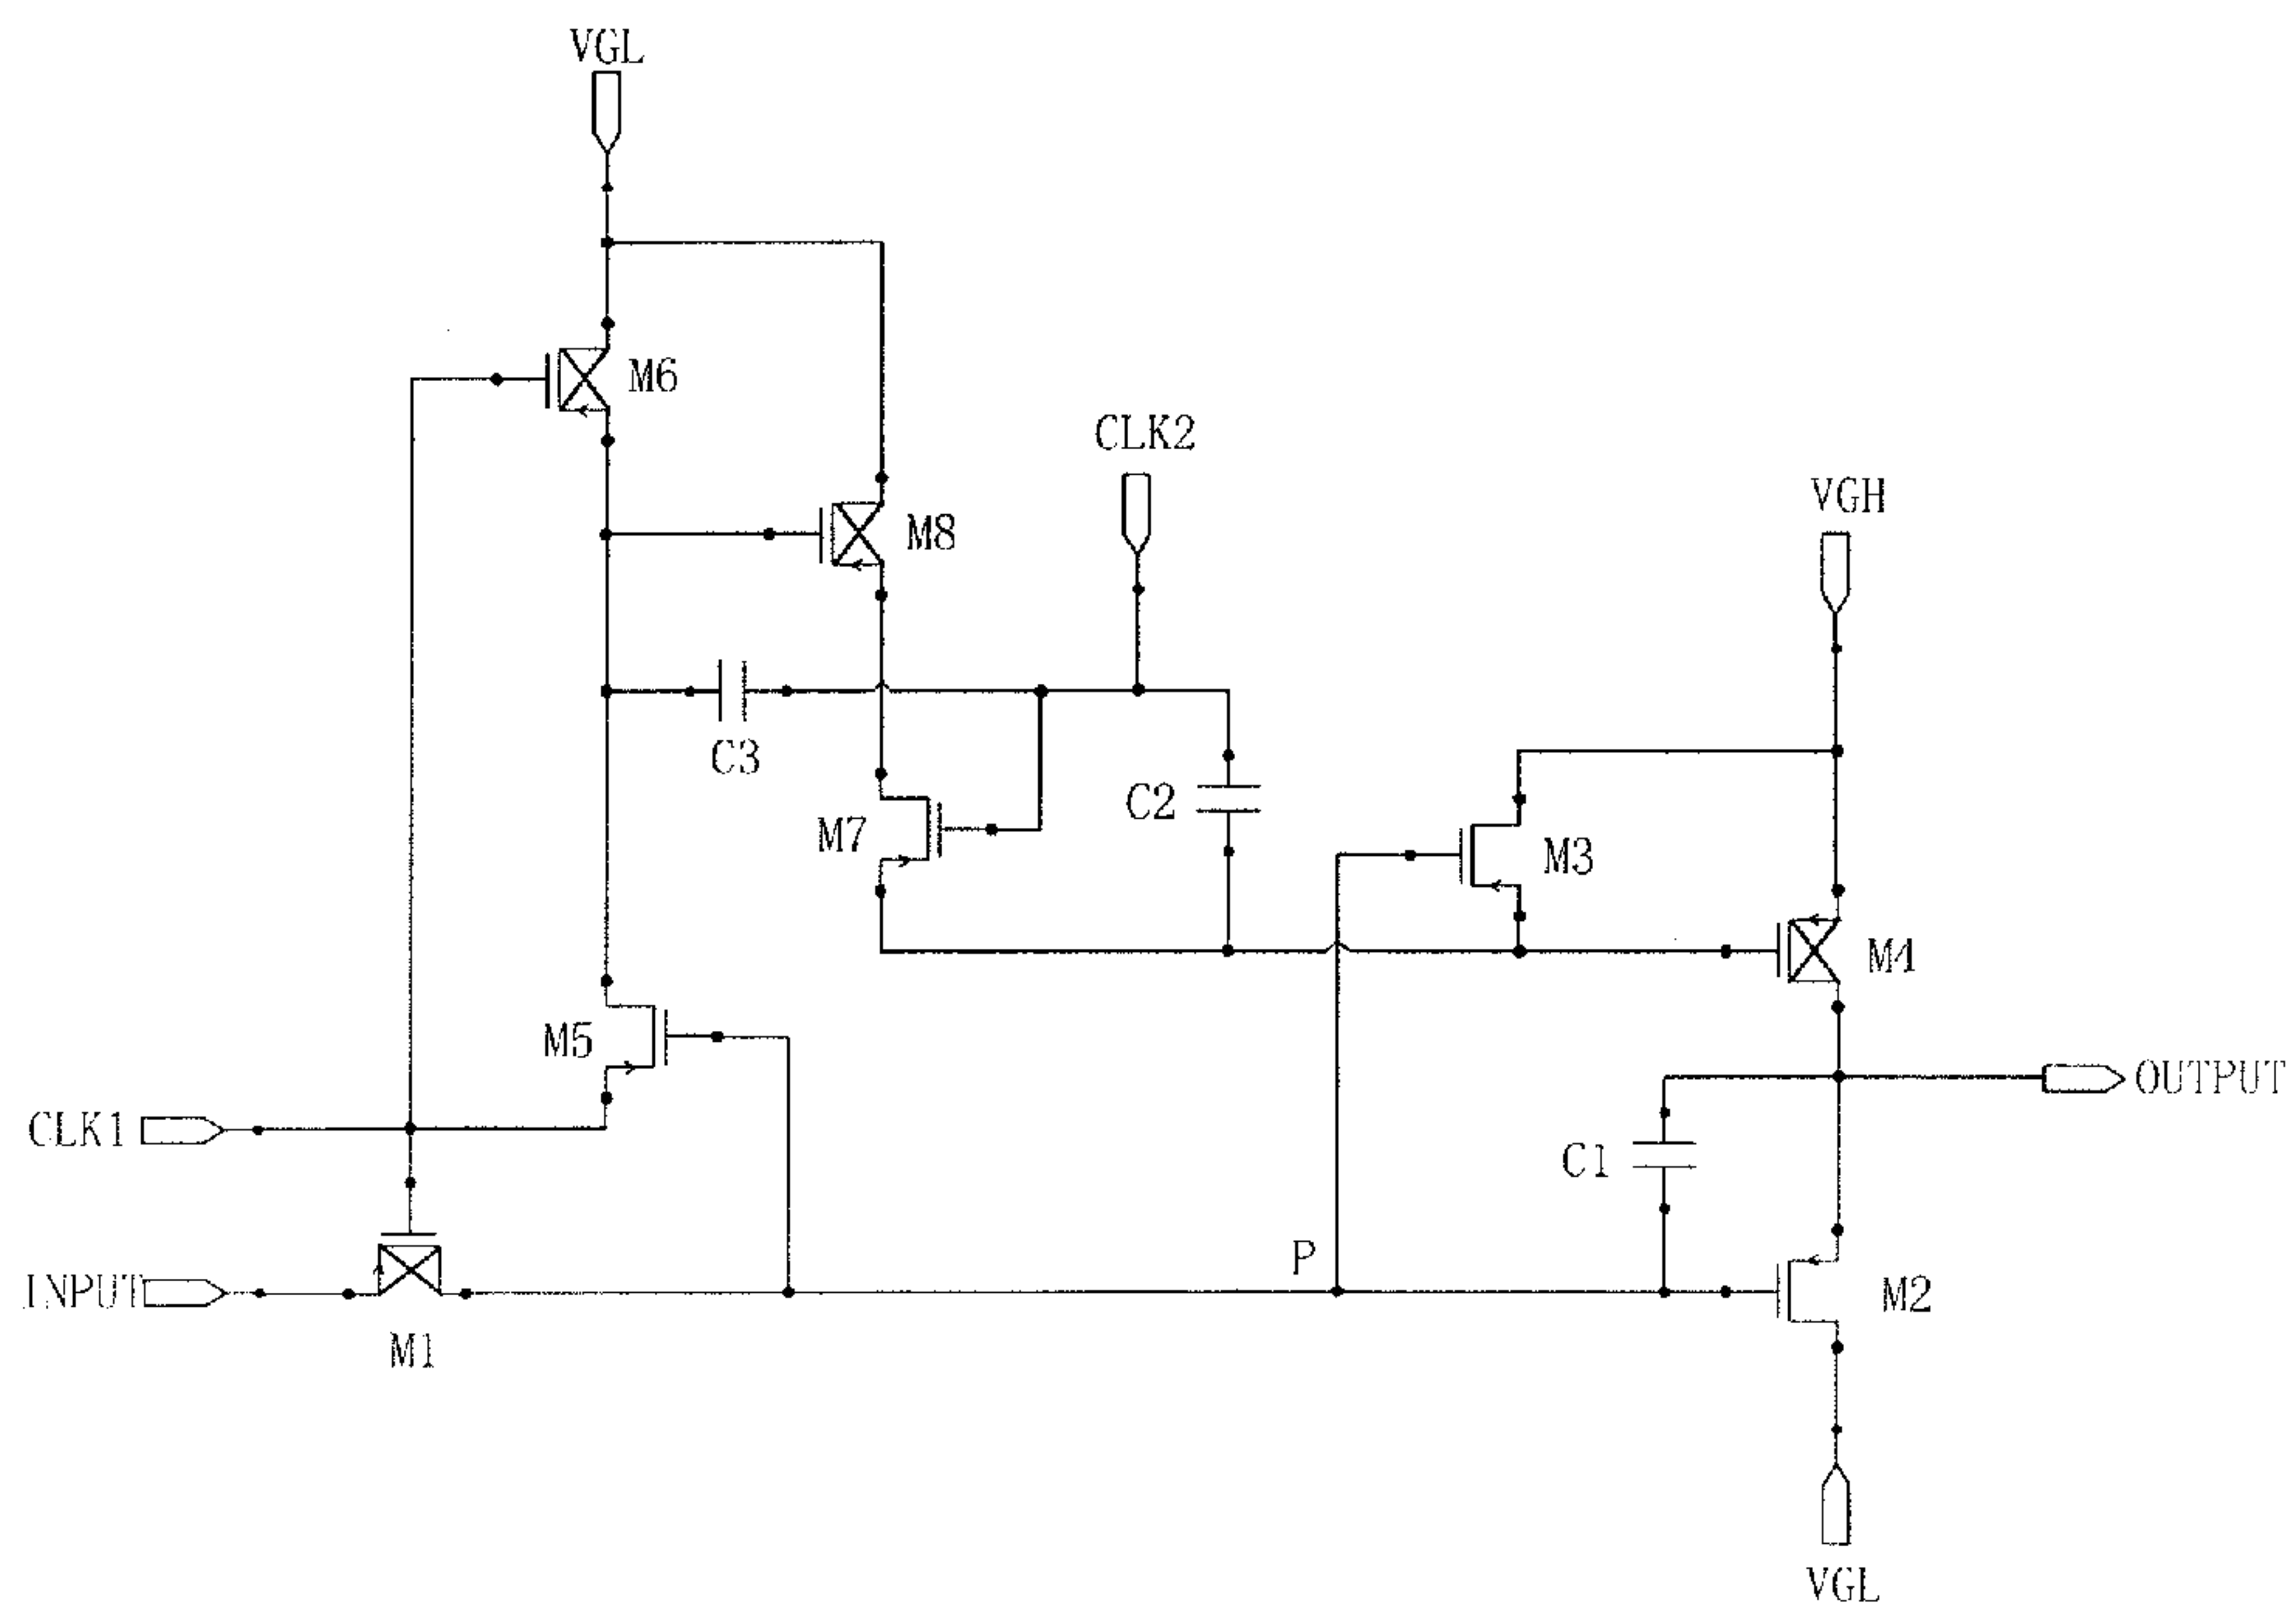 VGL
M6
CLK2
VGH
M8
C3
C2
M7
M3
M4
M5
OUTPUT
CLK1
C1
P
INPUT
M2
M1
VGL